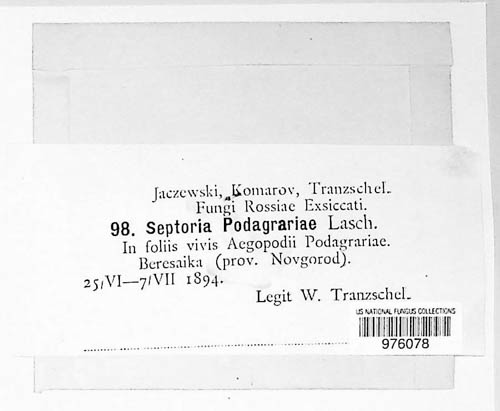 Jaczewski, Komarov, Tranzschel.
Fungi Rossiae Exsiccati.
98. Septoria Podagrariae Lasch.
In foliis vivis Aegopodii Podagrariae.
Beresaika (prov. Novgorod).
25/VI—7/VII 1894.
Legit W. Tranzschel.
US NATIONAL FUNGUS COLLECTIONS
976078